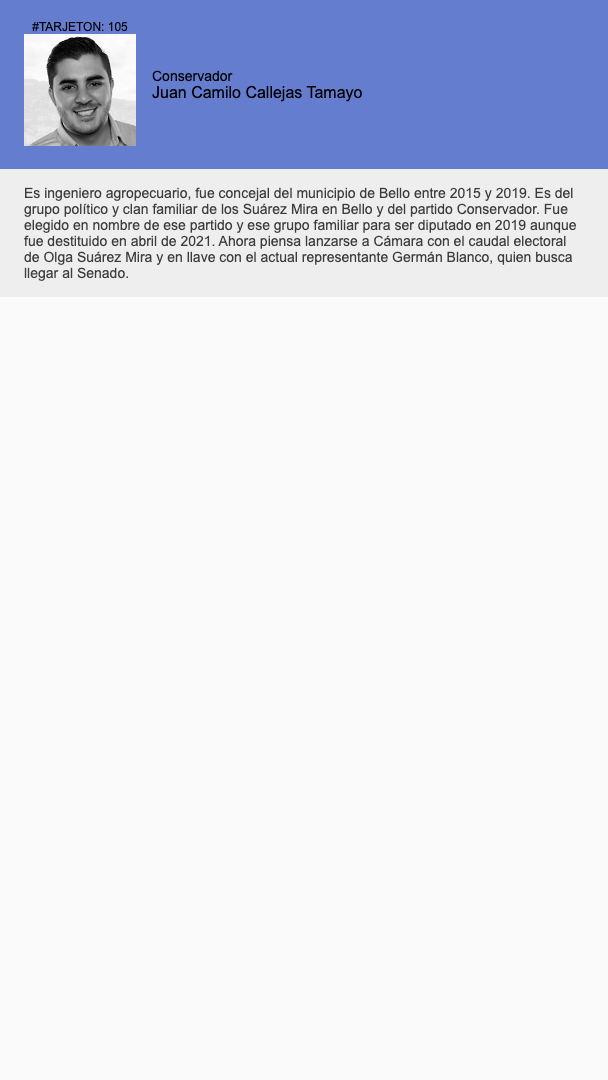 #TARJETON: 105
Conservador
Juan Camilo Callejas Tamayo
Es ingeniero agropecuario, fue concejal del municipio de Bello entre 2015 y 2019. Es del
grupo político y clan familiar de los Suárez Mira en Bello y del partido Conservador. Fue
elegido en nombre de ese partido y ese grupo familiar para ser diputado en 2019 aunque
fue destituido en abril de 2021. Ahora piensa lanzarse a Cámara con el caudal electoral
de Olga Suárez Mira y en llave con el actual representante Germán Blanco, quien busca
llegar al Senado.